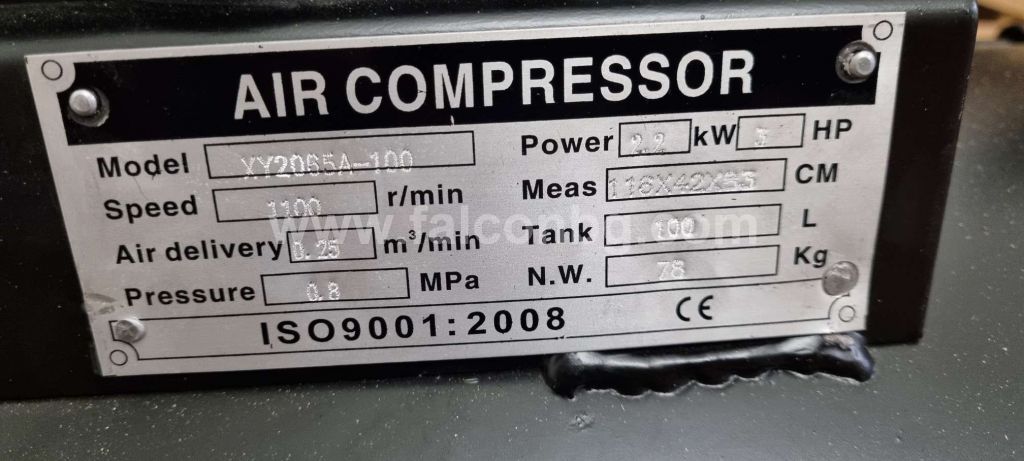 AIR COMPRESSOR
Model XY2065A-100
Speed 1100 r/min
Air delivery 0.25 m³/min
Pressure 0.8 MPa
Power 2.2 kW 3 HP
Meas 116X42X83 CM
Tank 100 L
N.W. 78 Kg
ISO9001:2008 CE
www.falconbg.com